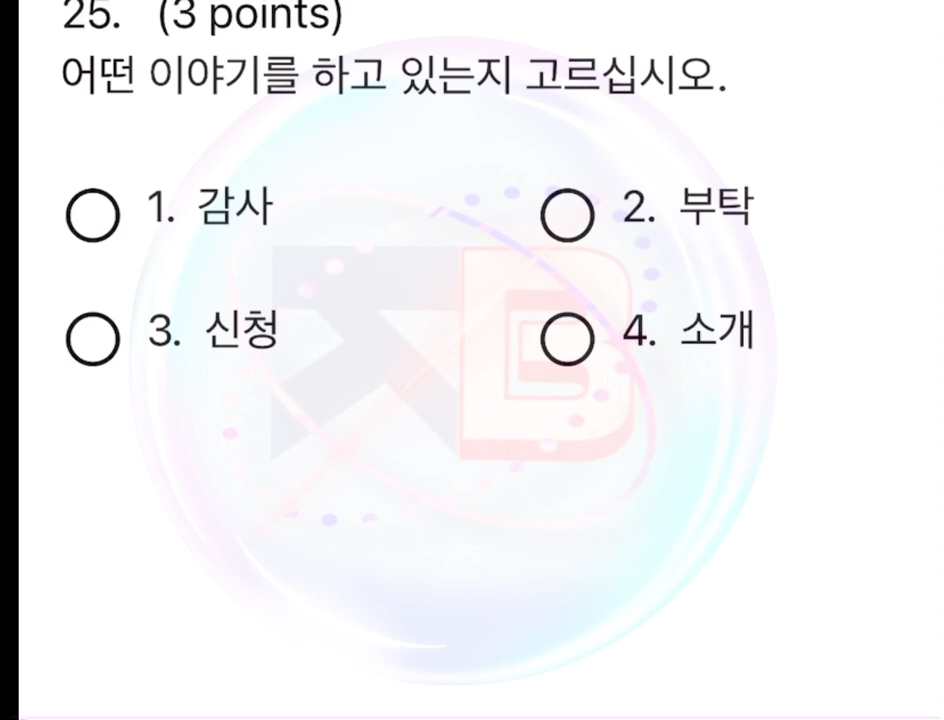 25. (3 points)
어떤 이야기를 하고 있는지 고르십시오.
1. 감사
2. 부탁
3. 신청
4. 소개